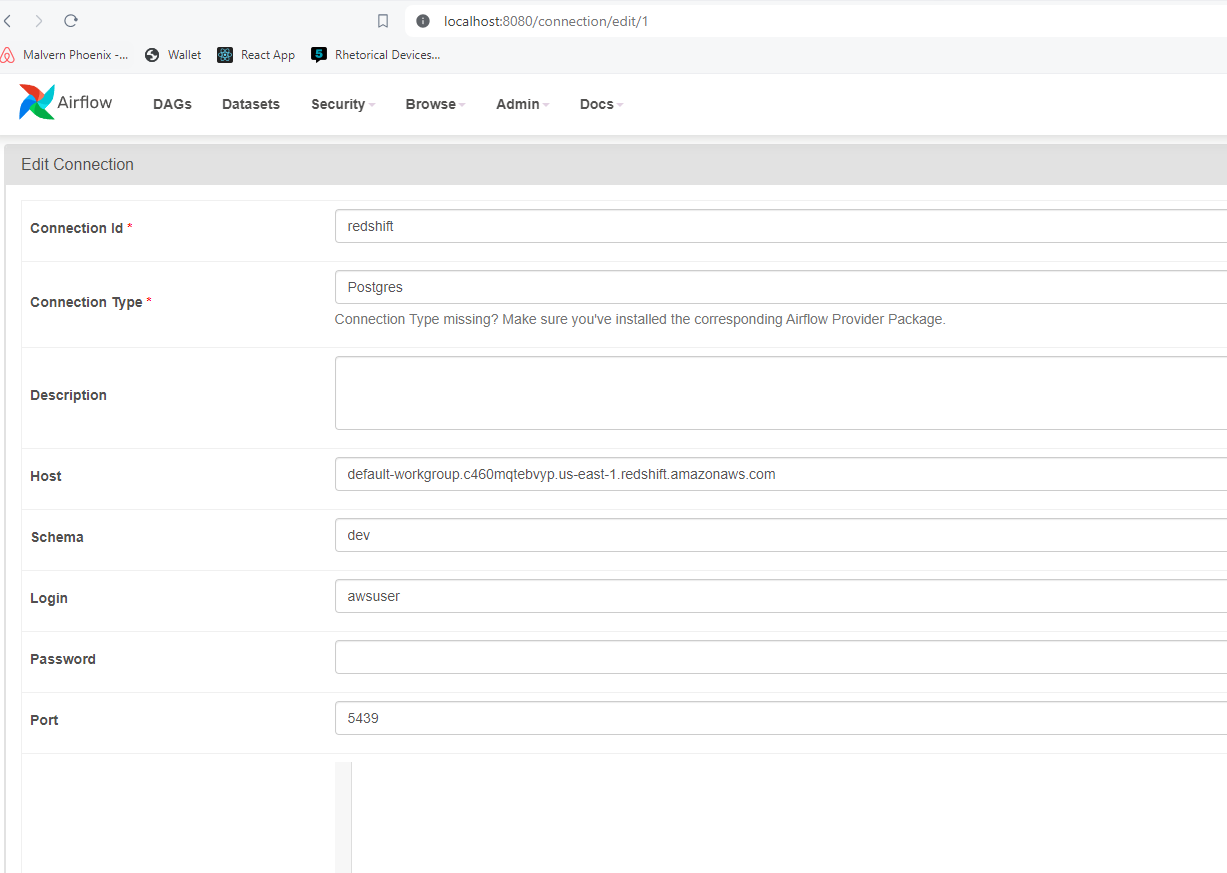 localhost:8080/connection/edit/1
Malvern Phoenix -... Wallet React App 5 Rhetorical Devices...
Airflow DAGs Datasets Security Browse Admin Docs
Edit Connection
Connection Id * redshift
Connection Type * Postgres
Connection Type missing? Make sure you've installed the corresponding Airflow Provider Package.
Description
Host default-workgroup.c460mqtebvyp.us-east-1.redshift.amazonaws.com
Schema dev
Login awsuser
Password
Port 5439